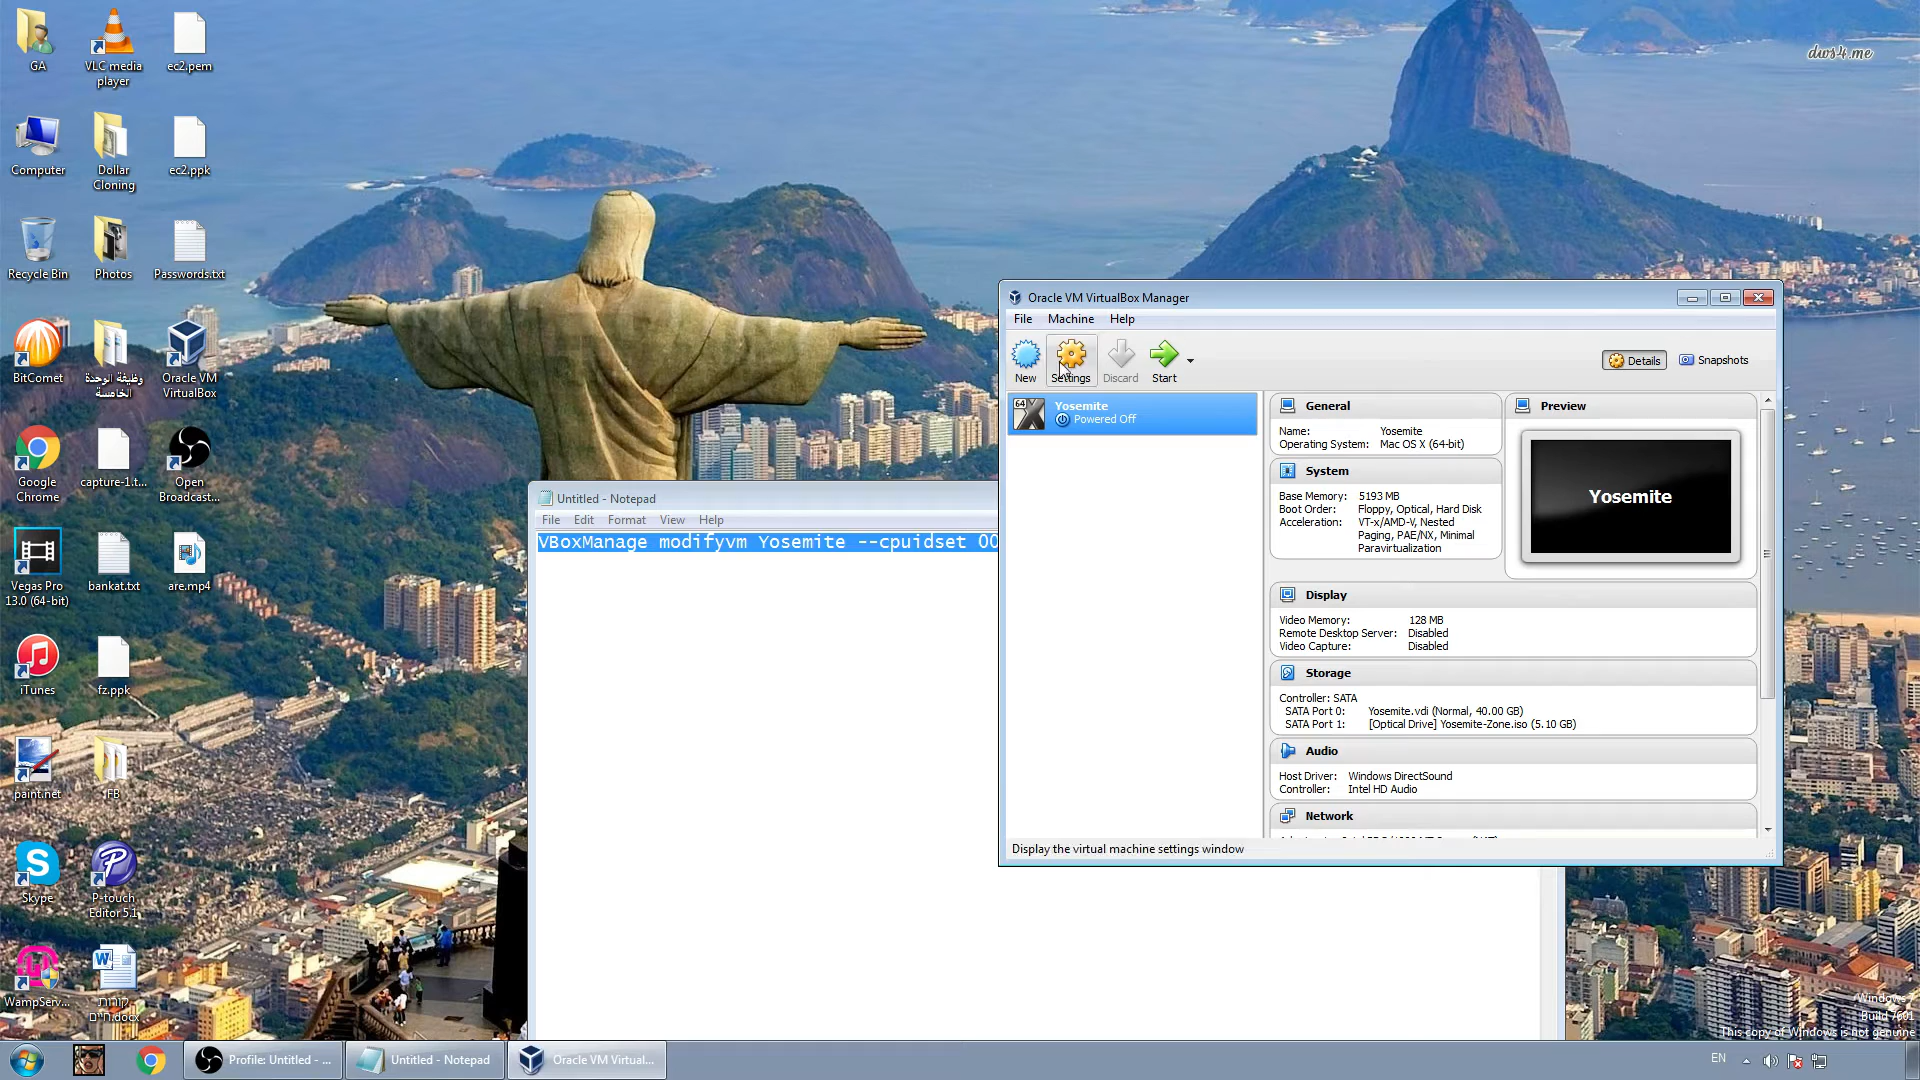 GA
VLC media
player
ec2.pem
Computer
Dollar
Cloning
ec2.ppk
Recycle Bin
Photos
Passwords.txt
BitComet
وظيفة الوحدة
الخامسة
Oracle VM
VirtualBox
Google
Chrome
capture-1.t...
Open
Broadcast...
Vegas Pro
13.0 (64-bit)
bankat.txt
are.mp4
iTunes
fz.ppk
paint.net
FB
Skype
P-touch
Editor 5.1
WampServ...
קורות
חיים.docx
dws4.me
Untitled - Notepad
File Edit Format View Help
VBoxManage modifyvm Yosemite --cpuidset 00
Oracle VM VirtualBox Manager
File Machine Help
New Settings Discard Start
Details Snapshots
64
Yosemite
Powered Off
General
Name: Yosemite
Operating System: Mac OS X (64-bit)
System
Base Memory: 5193 MB
Boot Order: Floppy, Optical, Hard Disk
Acceleration: VT-x/AMD-V, Nested
Paging, PAE/NX, Minimal
Paravirtualization
Preview
Yosemite
Display
Video Memory: 128 MB
Remote Desktop Server: Disabled
Video Capture: Disabled
Storage
Controller: SATA
SATA Port 0: Yosemite.vdi (Normal, 40.00 GB)
SATA Port 1: [Optical Drive] Yosemite-Zone.iso (5.10 GB)
Audio
Host Driver: Windows DirectSound
Controller: Intel HD Audio
Network
Display the virtual machine settings window
Windows 7
Build 7601
This copy of Windows is not genuine
Profile: Untitled - ...
Untitled - Notepad
Oracle VM Virtual...
EN